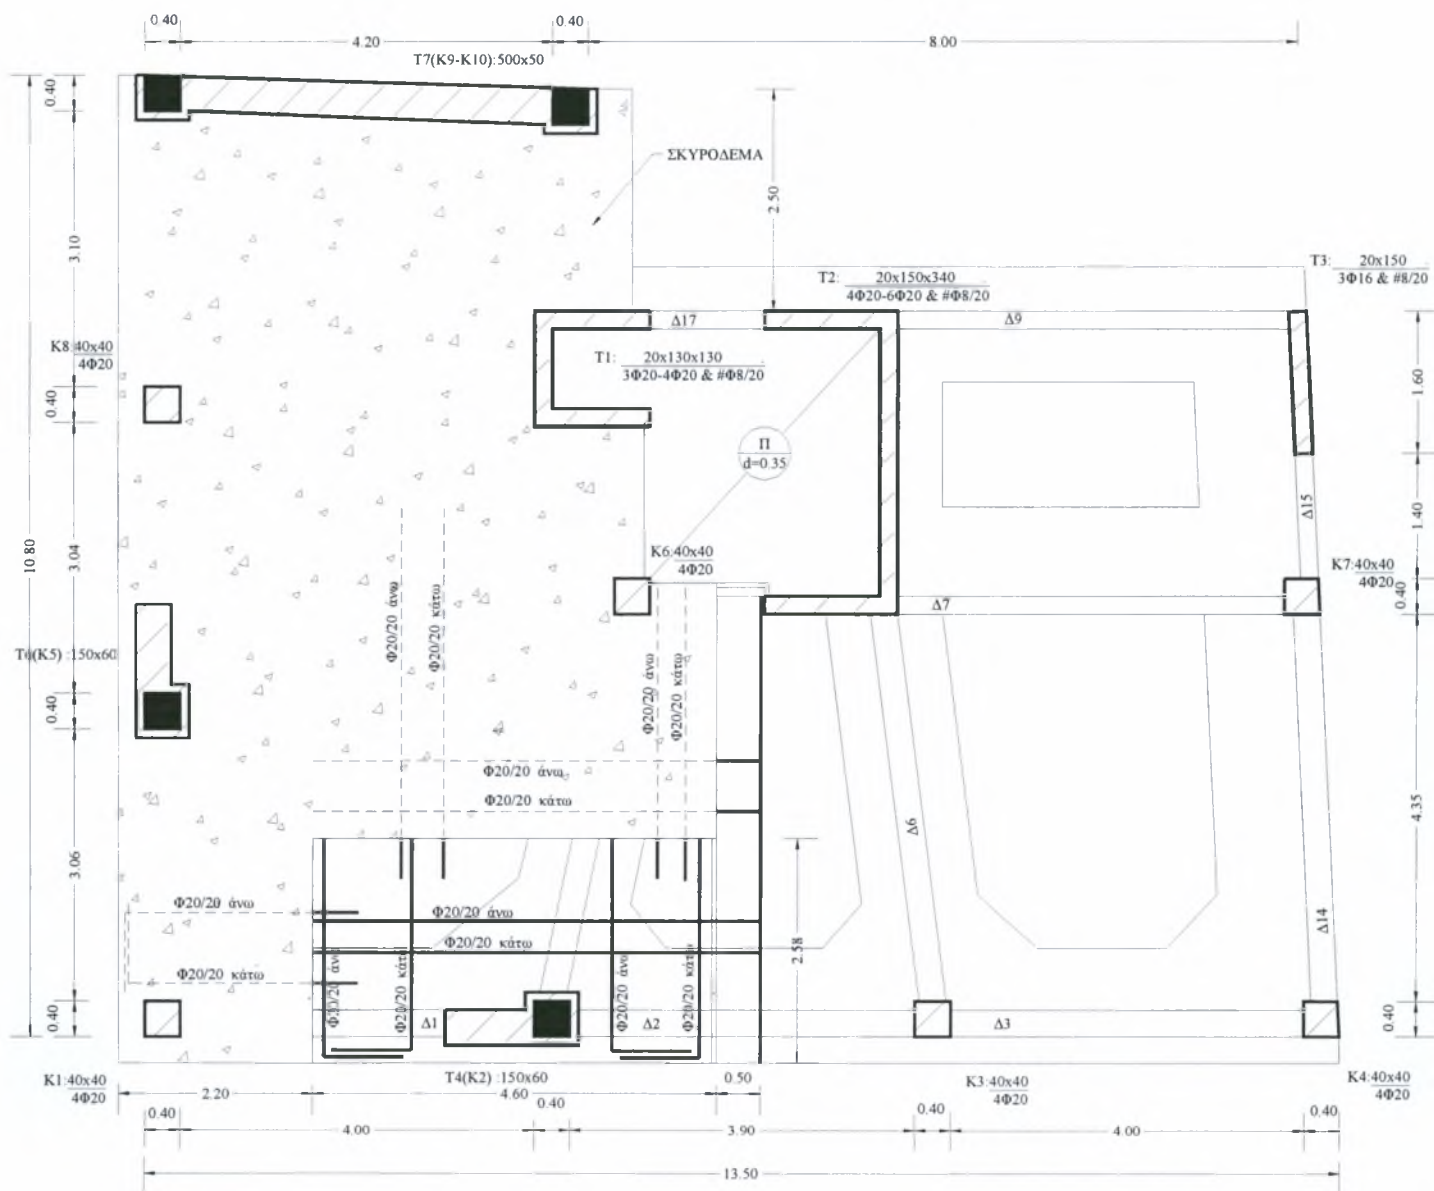 0.40
0.40
4.20
8.00
T7(K9-K10):500x50
0.40
ΣΚΥΡΟΔΕΜΑ
2.50
3.10
T2: 20x150x340
4Φ20-6Φ20 & #Φ8/20
T3: 20x150
3Φ16 & #8/20
Δ17
Δ9
K8:40x40
4Φ20
T1: 20x130x130
3Φ20-4Φ20 & #Φ8/20
1.60
0.40
Π
d=0.35
Δ15
1.40
10.80
3.04
K6:40x40
4Φ20
K7:40x40
4Φ20
0.40
Φ20/20 άνω
Φ20/20 κάτω
Δ7
T6(K5) :150x60
Φ20/20 άνω
Φ20/20 κάτω
0.40
Φ20/20 άνω
Φ20/20 κάτω
Δ6
4.35
3.06
Φ20/20 άνω
Φ20/20 άνω
Φ20/20 κάτω
2.58
Δ14
Φ20/20 κάτω
Φ20/20 άνω
Φ20/20 κάτω
Φ20/20 άνω
Φ20/20 κάτω
0.40
Δ1
Δ2
Δ3
0.40
K1:40x40
4Φ20
T4(K2) :150x60
0.50
K3:40x40
4Φ20
K4:40x40
4Φ20
2.20
4.60
0.40
0.40
0.40
0.40
4.00
3.90
4.00
13.50